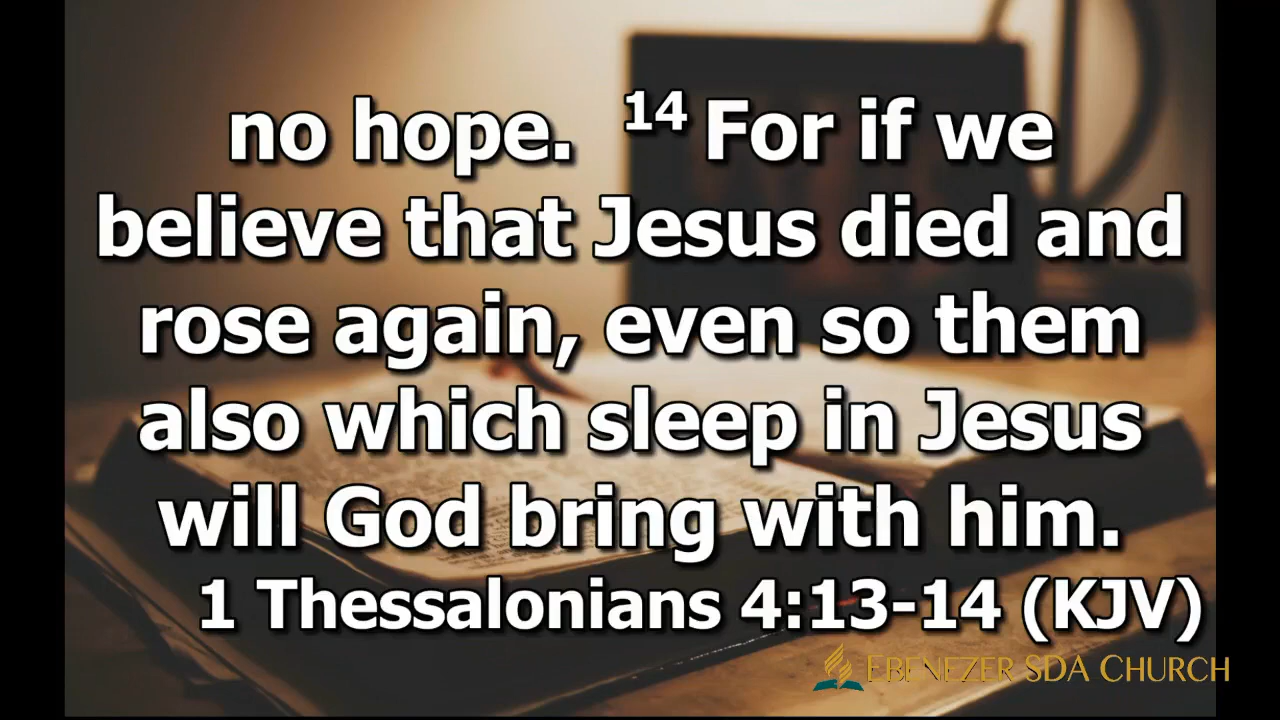 no hope. 14 For if we
believe that Jesus died and
rose again, even so them
also which sleep in Jesus
will God bring with him.
1 Thessalonians 4:13-14 (KJV)
EBENEZER SDA CHURCH